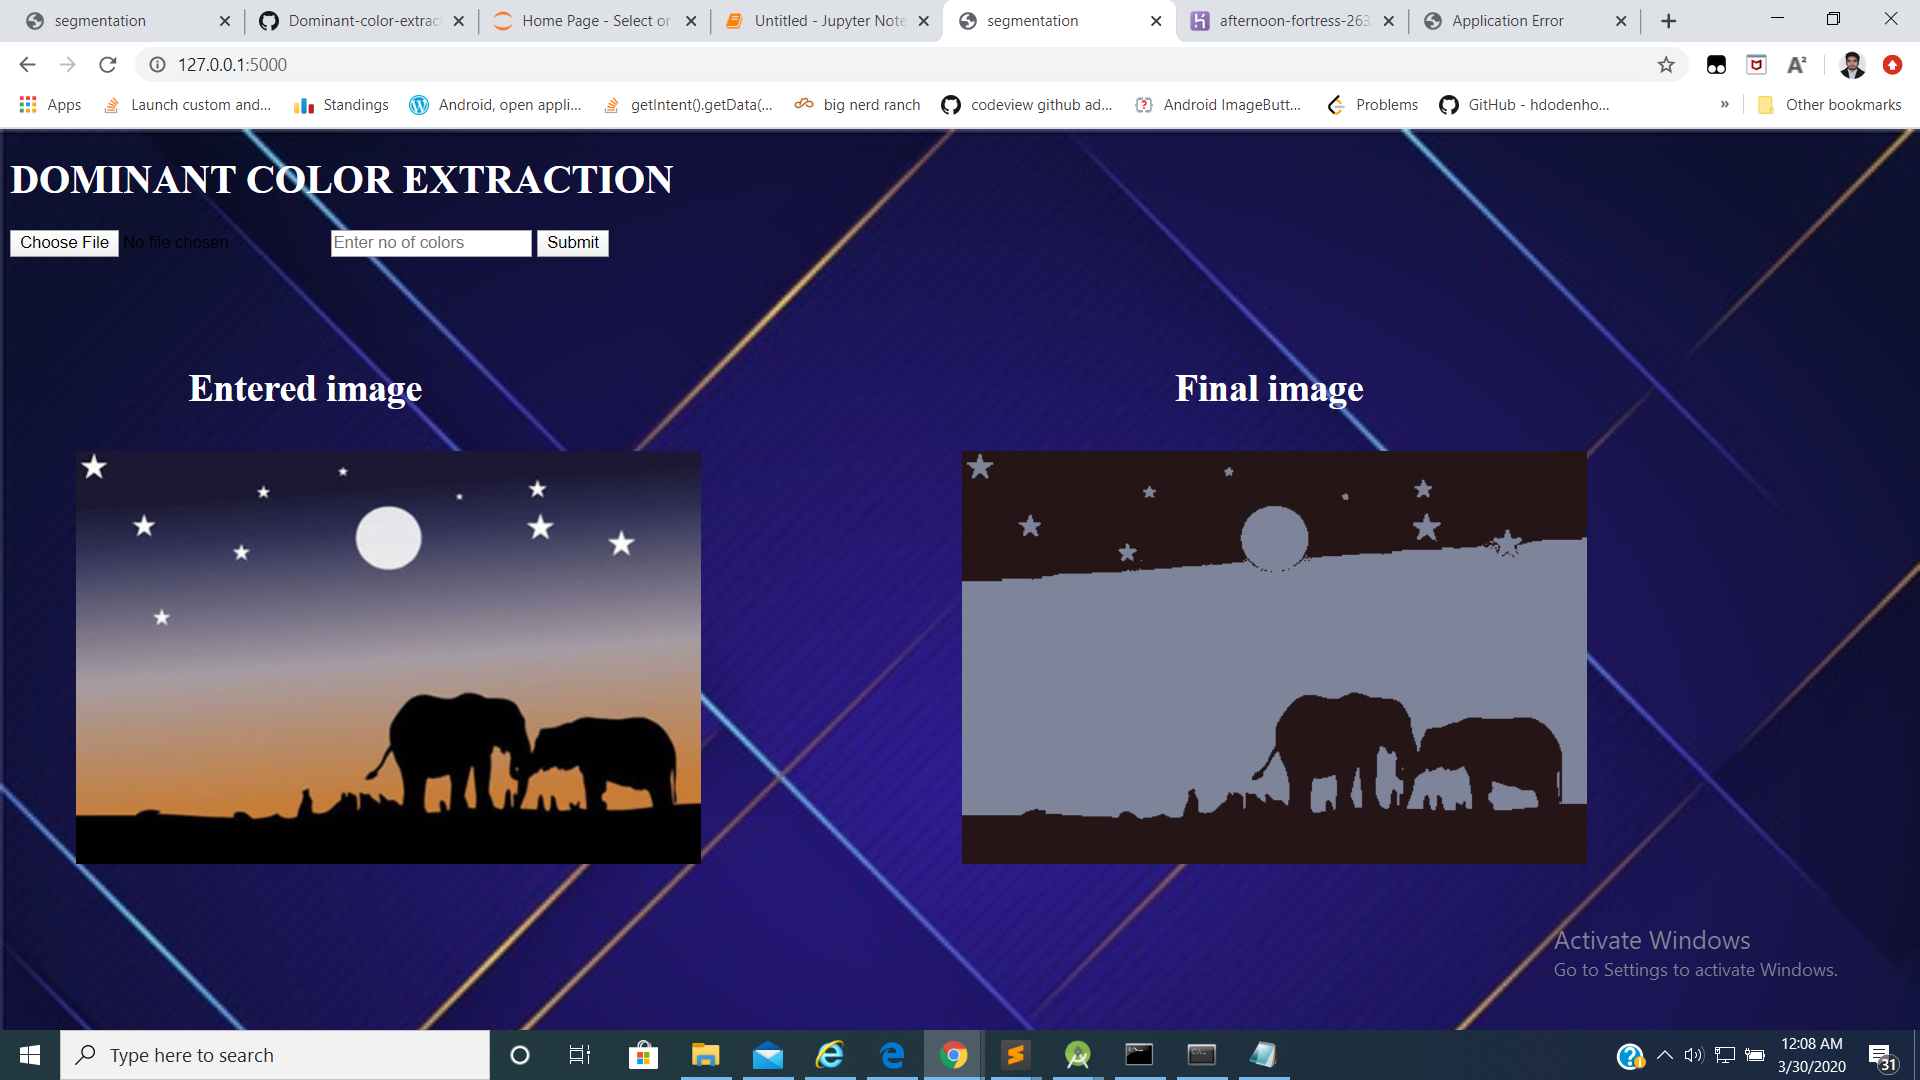 segmentation
Dominant-color-extract
Home Page - Select or
Untitled - Jupyter Note
segmentation
afternoon-fortress-263
Application Error
127.0.0.1:5000
Apps
Launch custom and...
Standings
Android, open appli...
getIntent().getData(...
big nerd ranch
codeview github ad...
Android ImageButt...
Problems
GitHub - hdodenho...
»
Other bookmarks
DOMINANT COLOR EXTRACTION
Choose File No file chosen
Enter no of colors
Submit
Entered image
Final image
Activate Windows
Go to Settings to activate Windows.
Type here to search
12:08 AM
3/30/2020
31